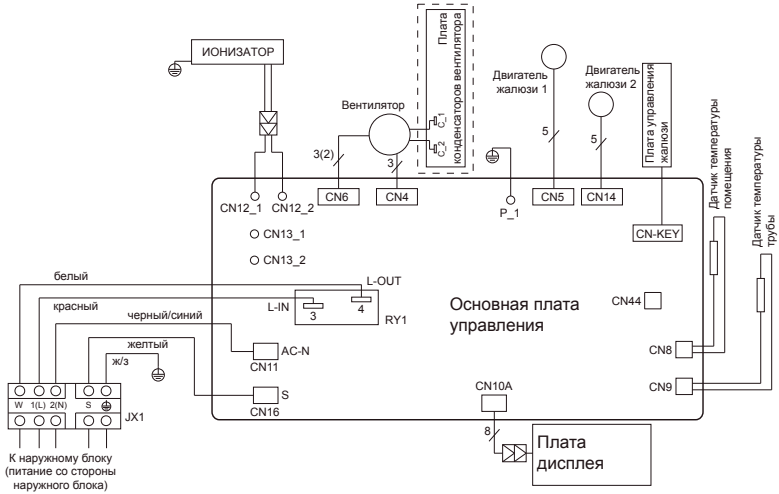 ИОНИЗАТОР
Вентилятор
Плата
конденсаторов вентилятора
C_1
C_2
Двигатель
жалюзи 1
Двигатель
жалюзи 2
Плата управления
жалюзи
Датчик температуры
помещения
Датчик температуры
трубы
3(2)
3
5
5
CN6
CN4
P_1
CN5
CN14
CN-KEY
CN12_1
CN12_2
CN13_1
CN13_2
белый
L-OUT
красный
L-IN
3
4
RY1
черный/синий
Основная плата
управления
CN44
желтый
AC-N
CN11
ж/з
S
CN16
CN8
CN9
CN10A
8
Плата
дисплея
W 1(L) 2(N) S
JX1
К наружному блоку
(питание со стороны
наружного блока)